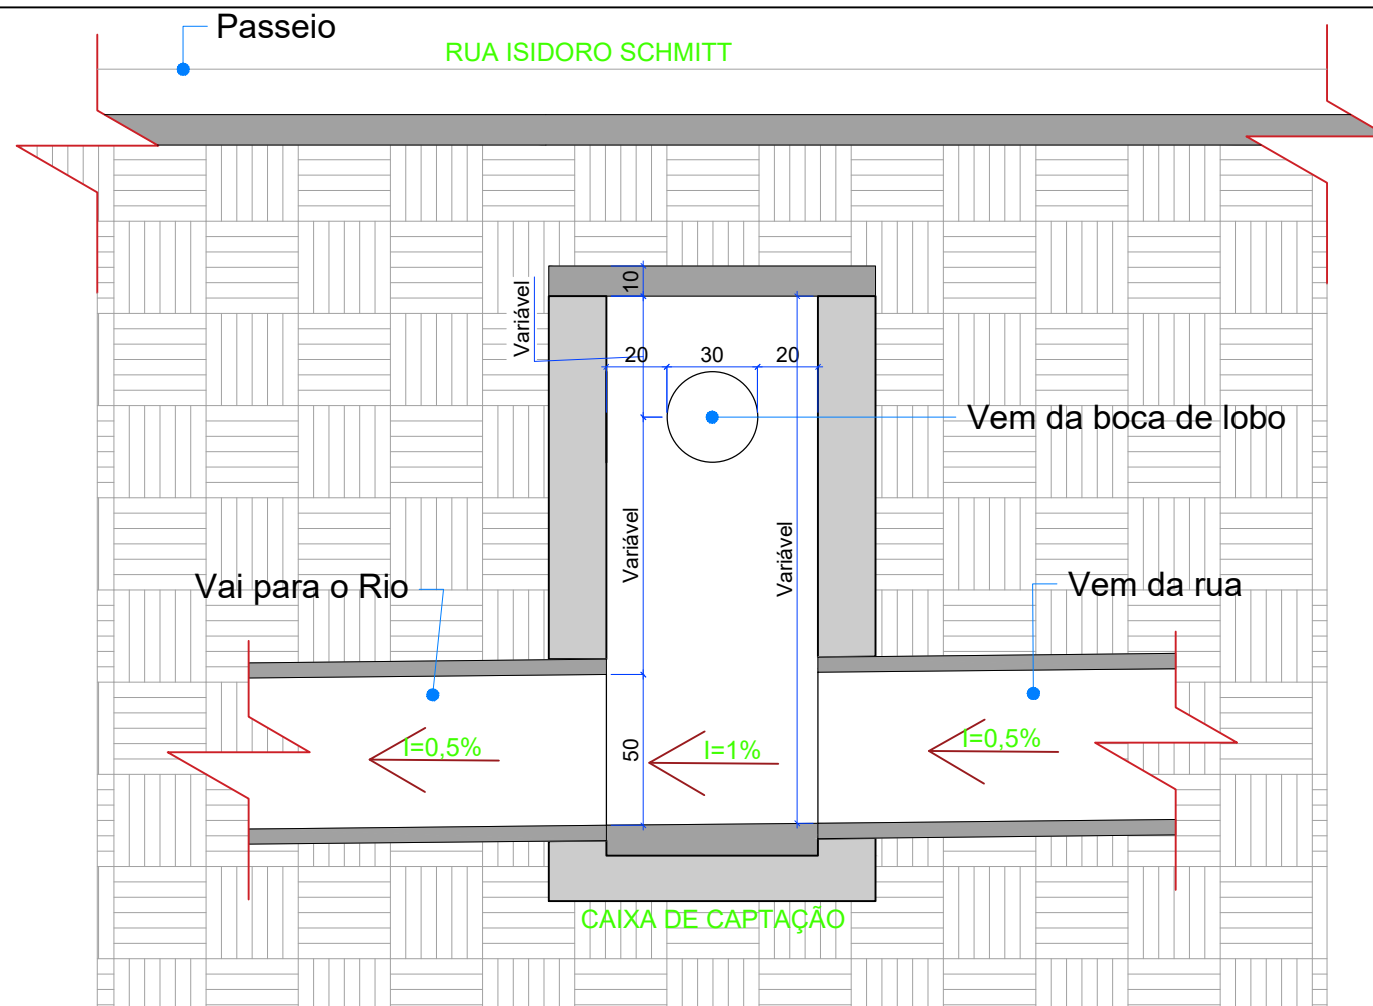 Passeio
RUA ISIDORO SCHMITT
10
Variável
20
30
20
Vem da boca de lobo
Variável
Variável
Vai para o Rio
Vem da rua
50
I=0,5%
I=1%
I=0,5%
CAIXA DE CAPTAÇÃO